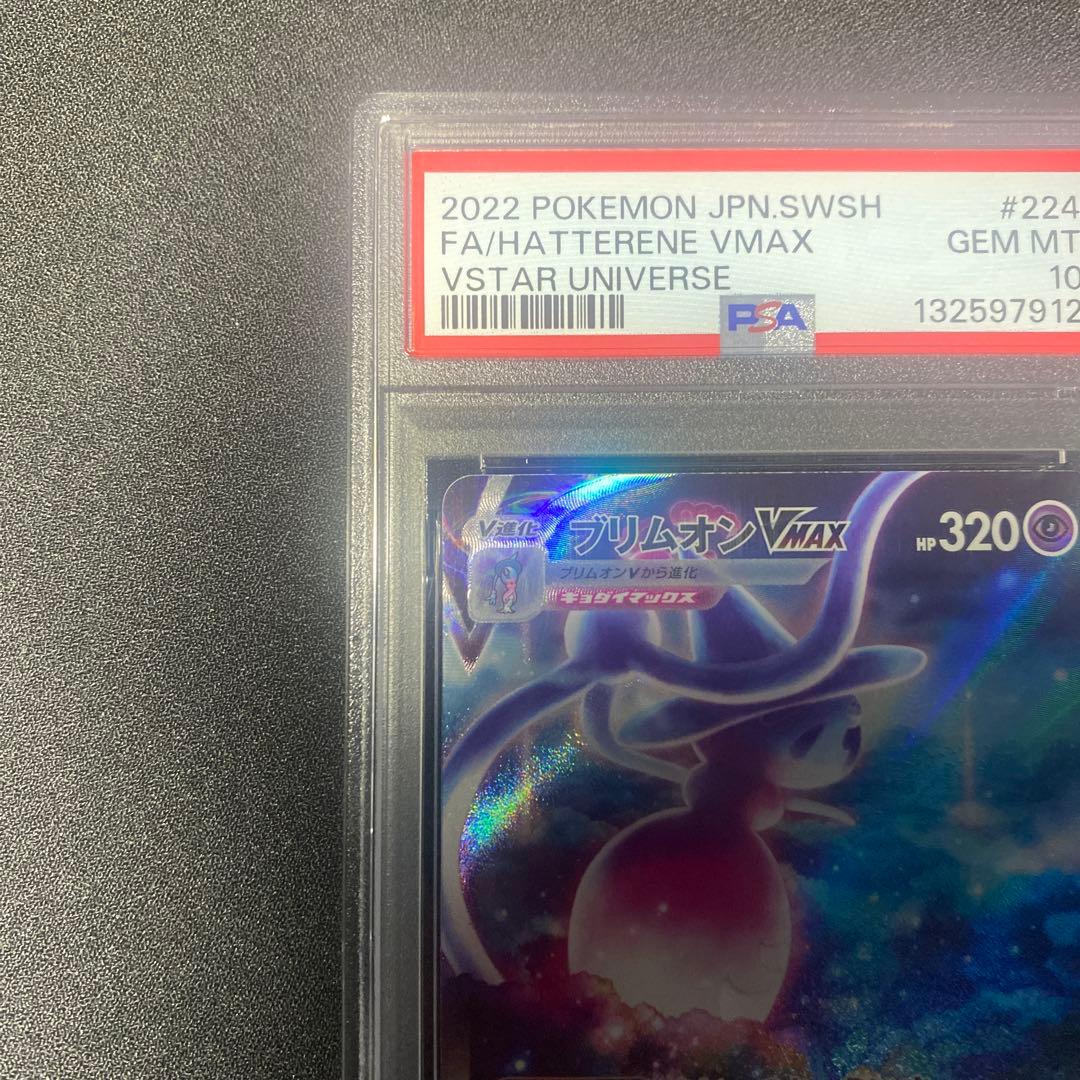 2022 POKEMON JPN.SWSH #224
FA/HATTERENE VMAX GEM MT
VSTAR UNIVERSE 10
PSA 132597912
V進化 ブリムオンVMAX HP320
ブリムオンVから進化
キョダイマックス